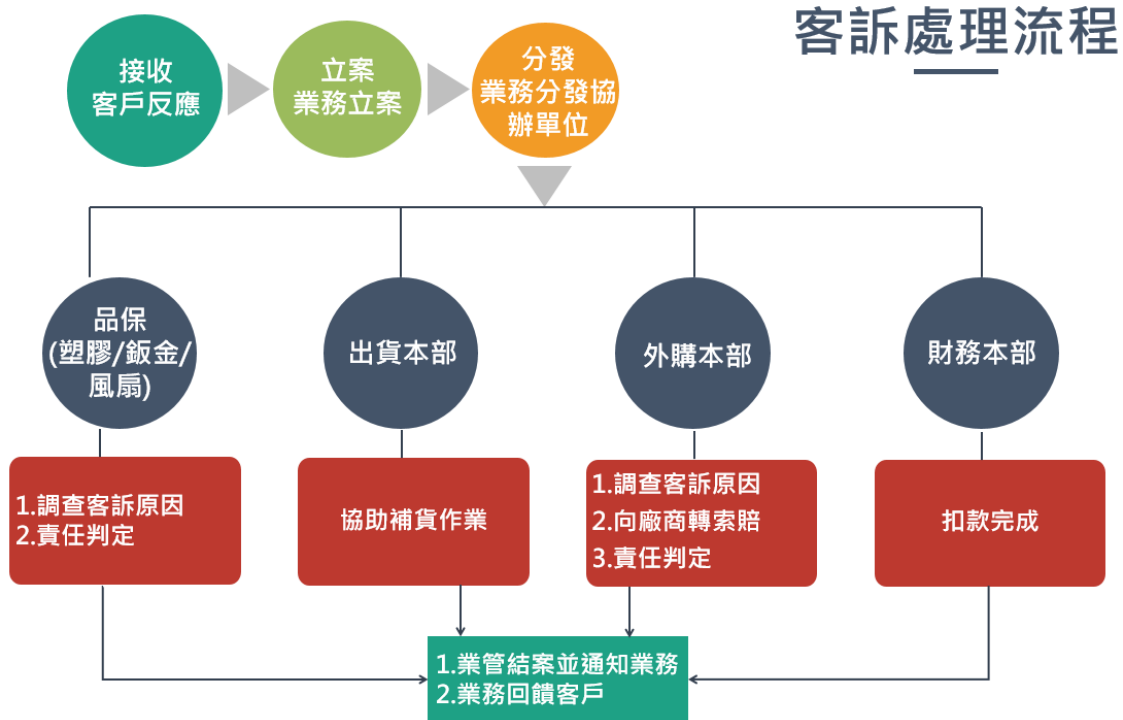 客訴處理流程
接收
客戶反應
立案
業務立案
分發
業務分發協
辦單位
品保
(塑膠/鈑金/
風扇)
出貨本部
外購本部
財務本部
1.調查客訴原因
2.責任判定
協助補貨作業
1.調查客訴原因
2.向廠商轉索賠
3.責任判定
扣款完成
1.業管結案並通知業務
2.業務回饋客戶